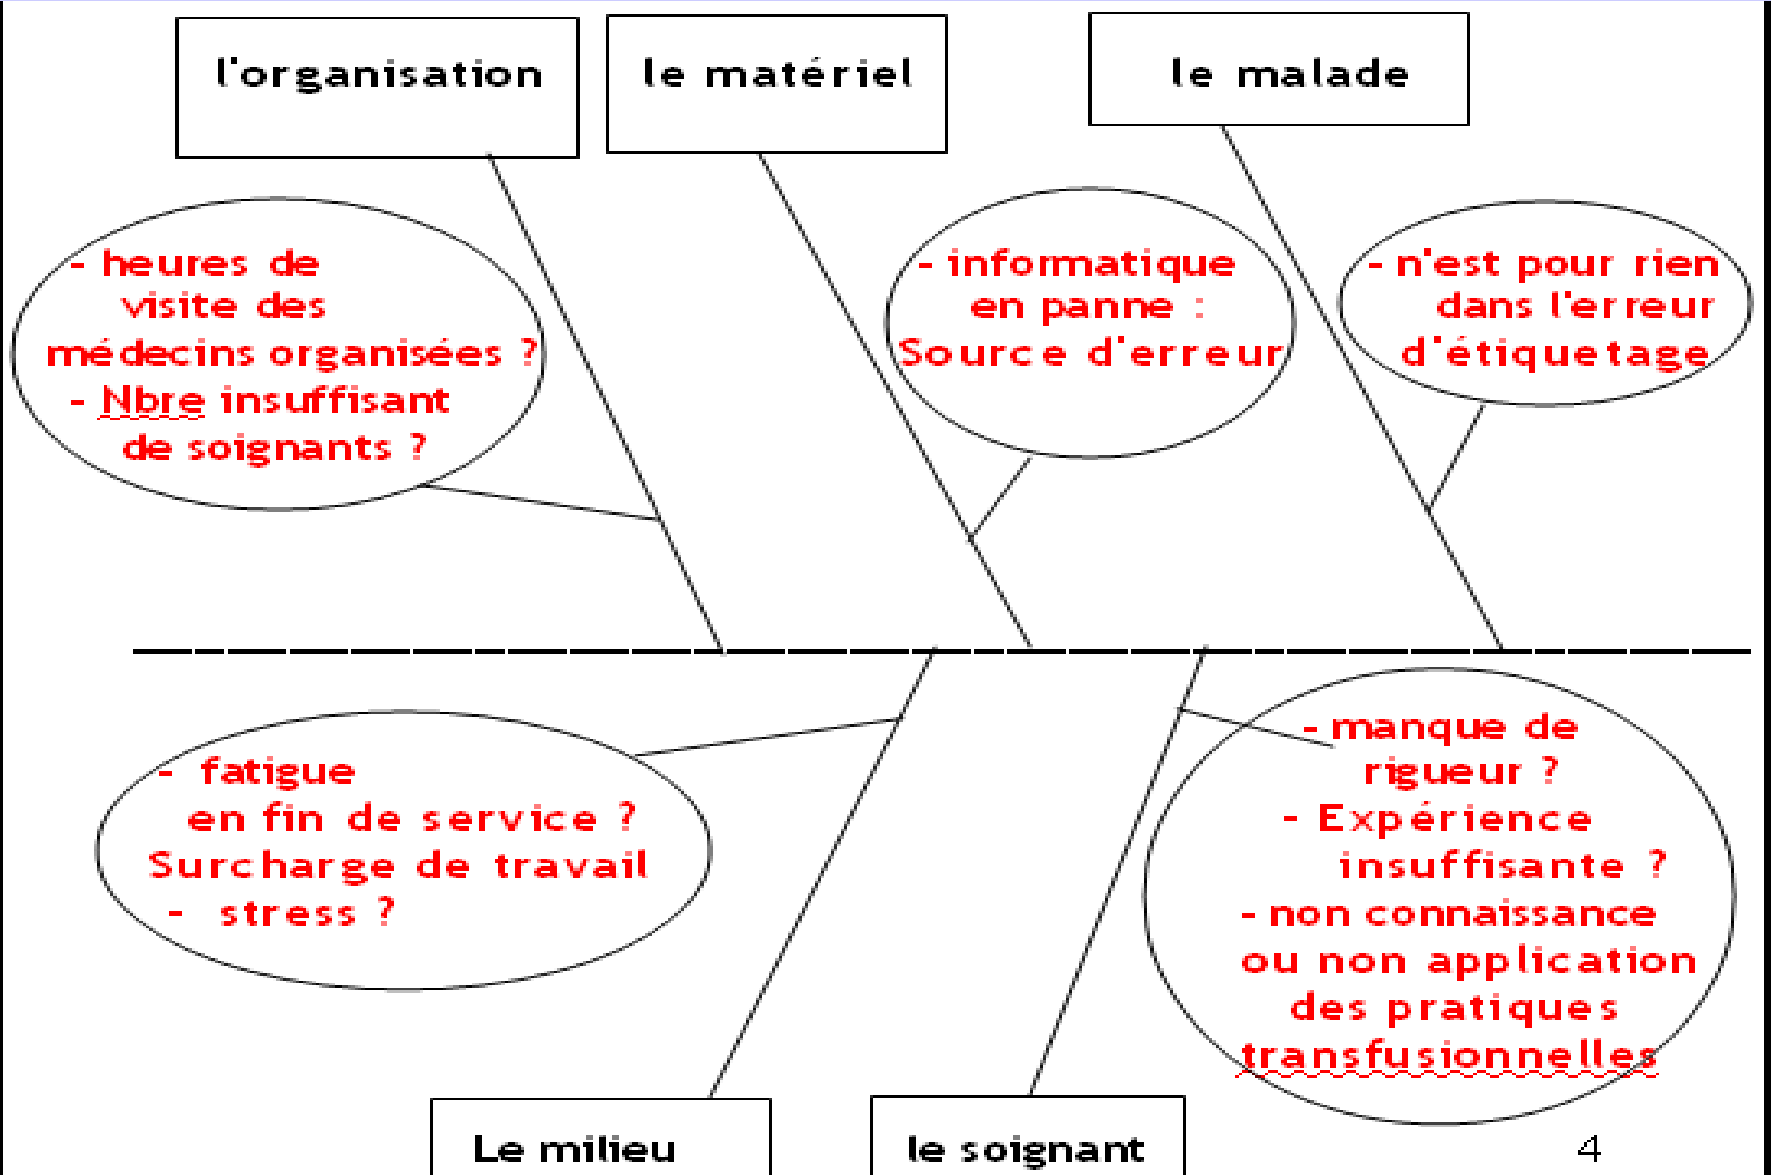 l'organisation
le matériel
le malade
- heures de
visite des
médecins organisées ?
- Nbre insuffisant
de soignants ?
- informatique
en panne :
Source d'erreur
- n'est pour rien
dans l'erreur
d'étiquetage
- fatigue
en fin de service ?
Surcharge de travail
- stress ?
- manque de
rigueur ?
- Expérience
insuffisante ?
- non connaissance
ou non application
des pratiques
transfusionnelles
Le milieu
le soignant
4